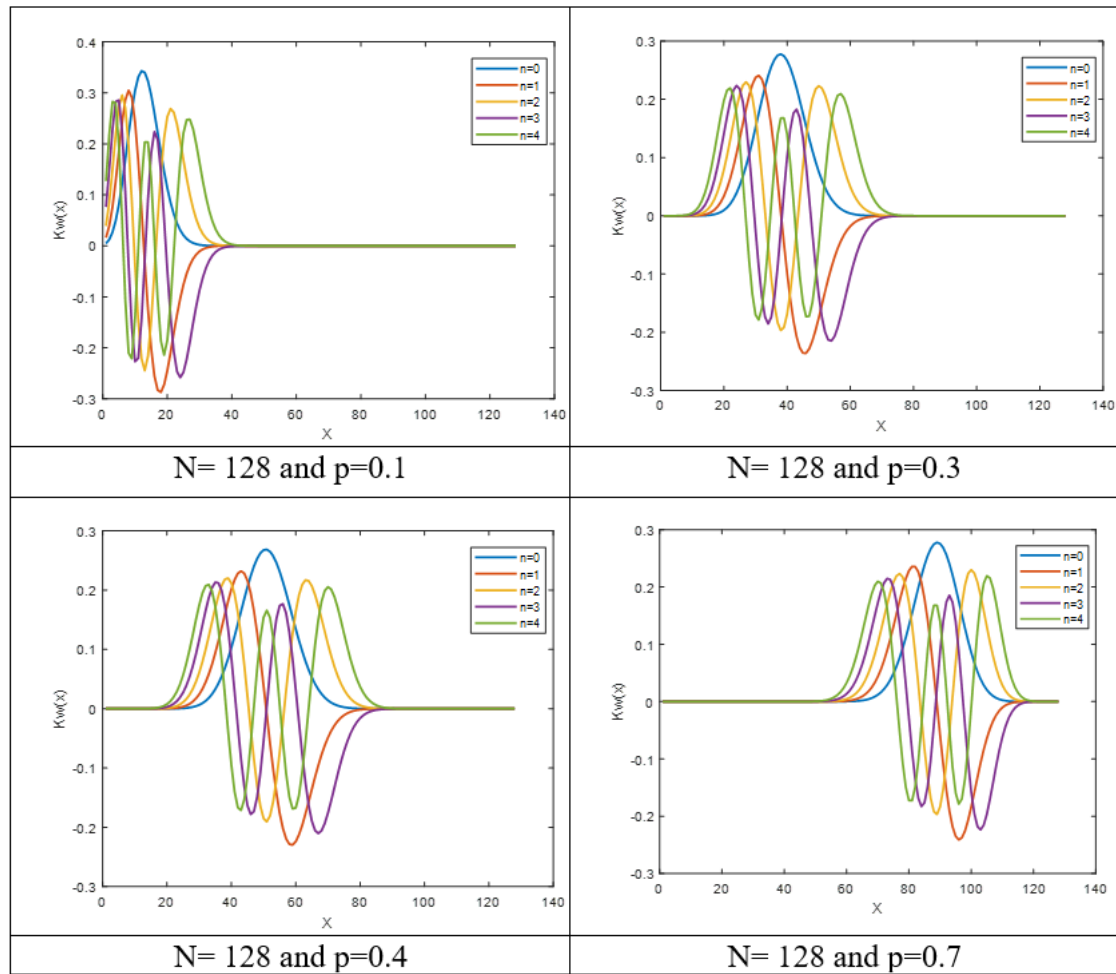 0.4
0.3
0.2
0.1
0
-0.1
-0.2
-0.3
Kw(x)
0 20 40 60 80 100 120 140
X
n=0
n=1
n=2
n=3
n=4
0.3
0.2
0.1
0
-0.1
-0.2
-0.3
Kw(x)
0 20 40 60 80 100 120 140
X
n=0
n=1
n=2
n=3
n=4
N= 128 and p=0.1
N= 128 and p=0.3
0.3
0.2
0.1
0
-0.1
-0.2
-0.3
Kw(x)
0 20 40 60 80 100 120 140
X
n=0
n=1
n=2
n=3
n=4
0.3
0.2
0.1
0
-0.1
-0.2
-0.3
Kw(x)
0 20 40 60 80 100 120 140
X
n=0
n=1
n=2
n=3
n=4
N= 128 and p=0.4
N= 128 and p=0.7